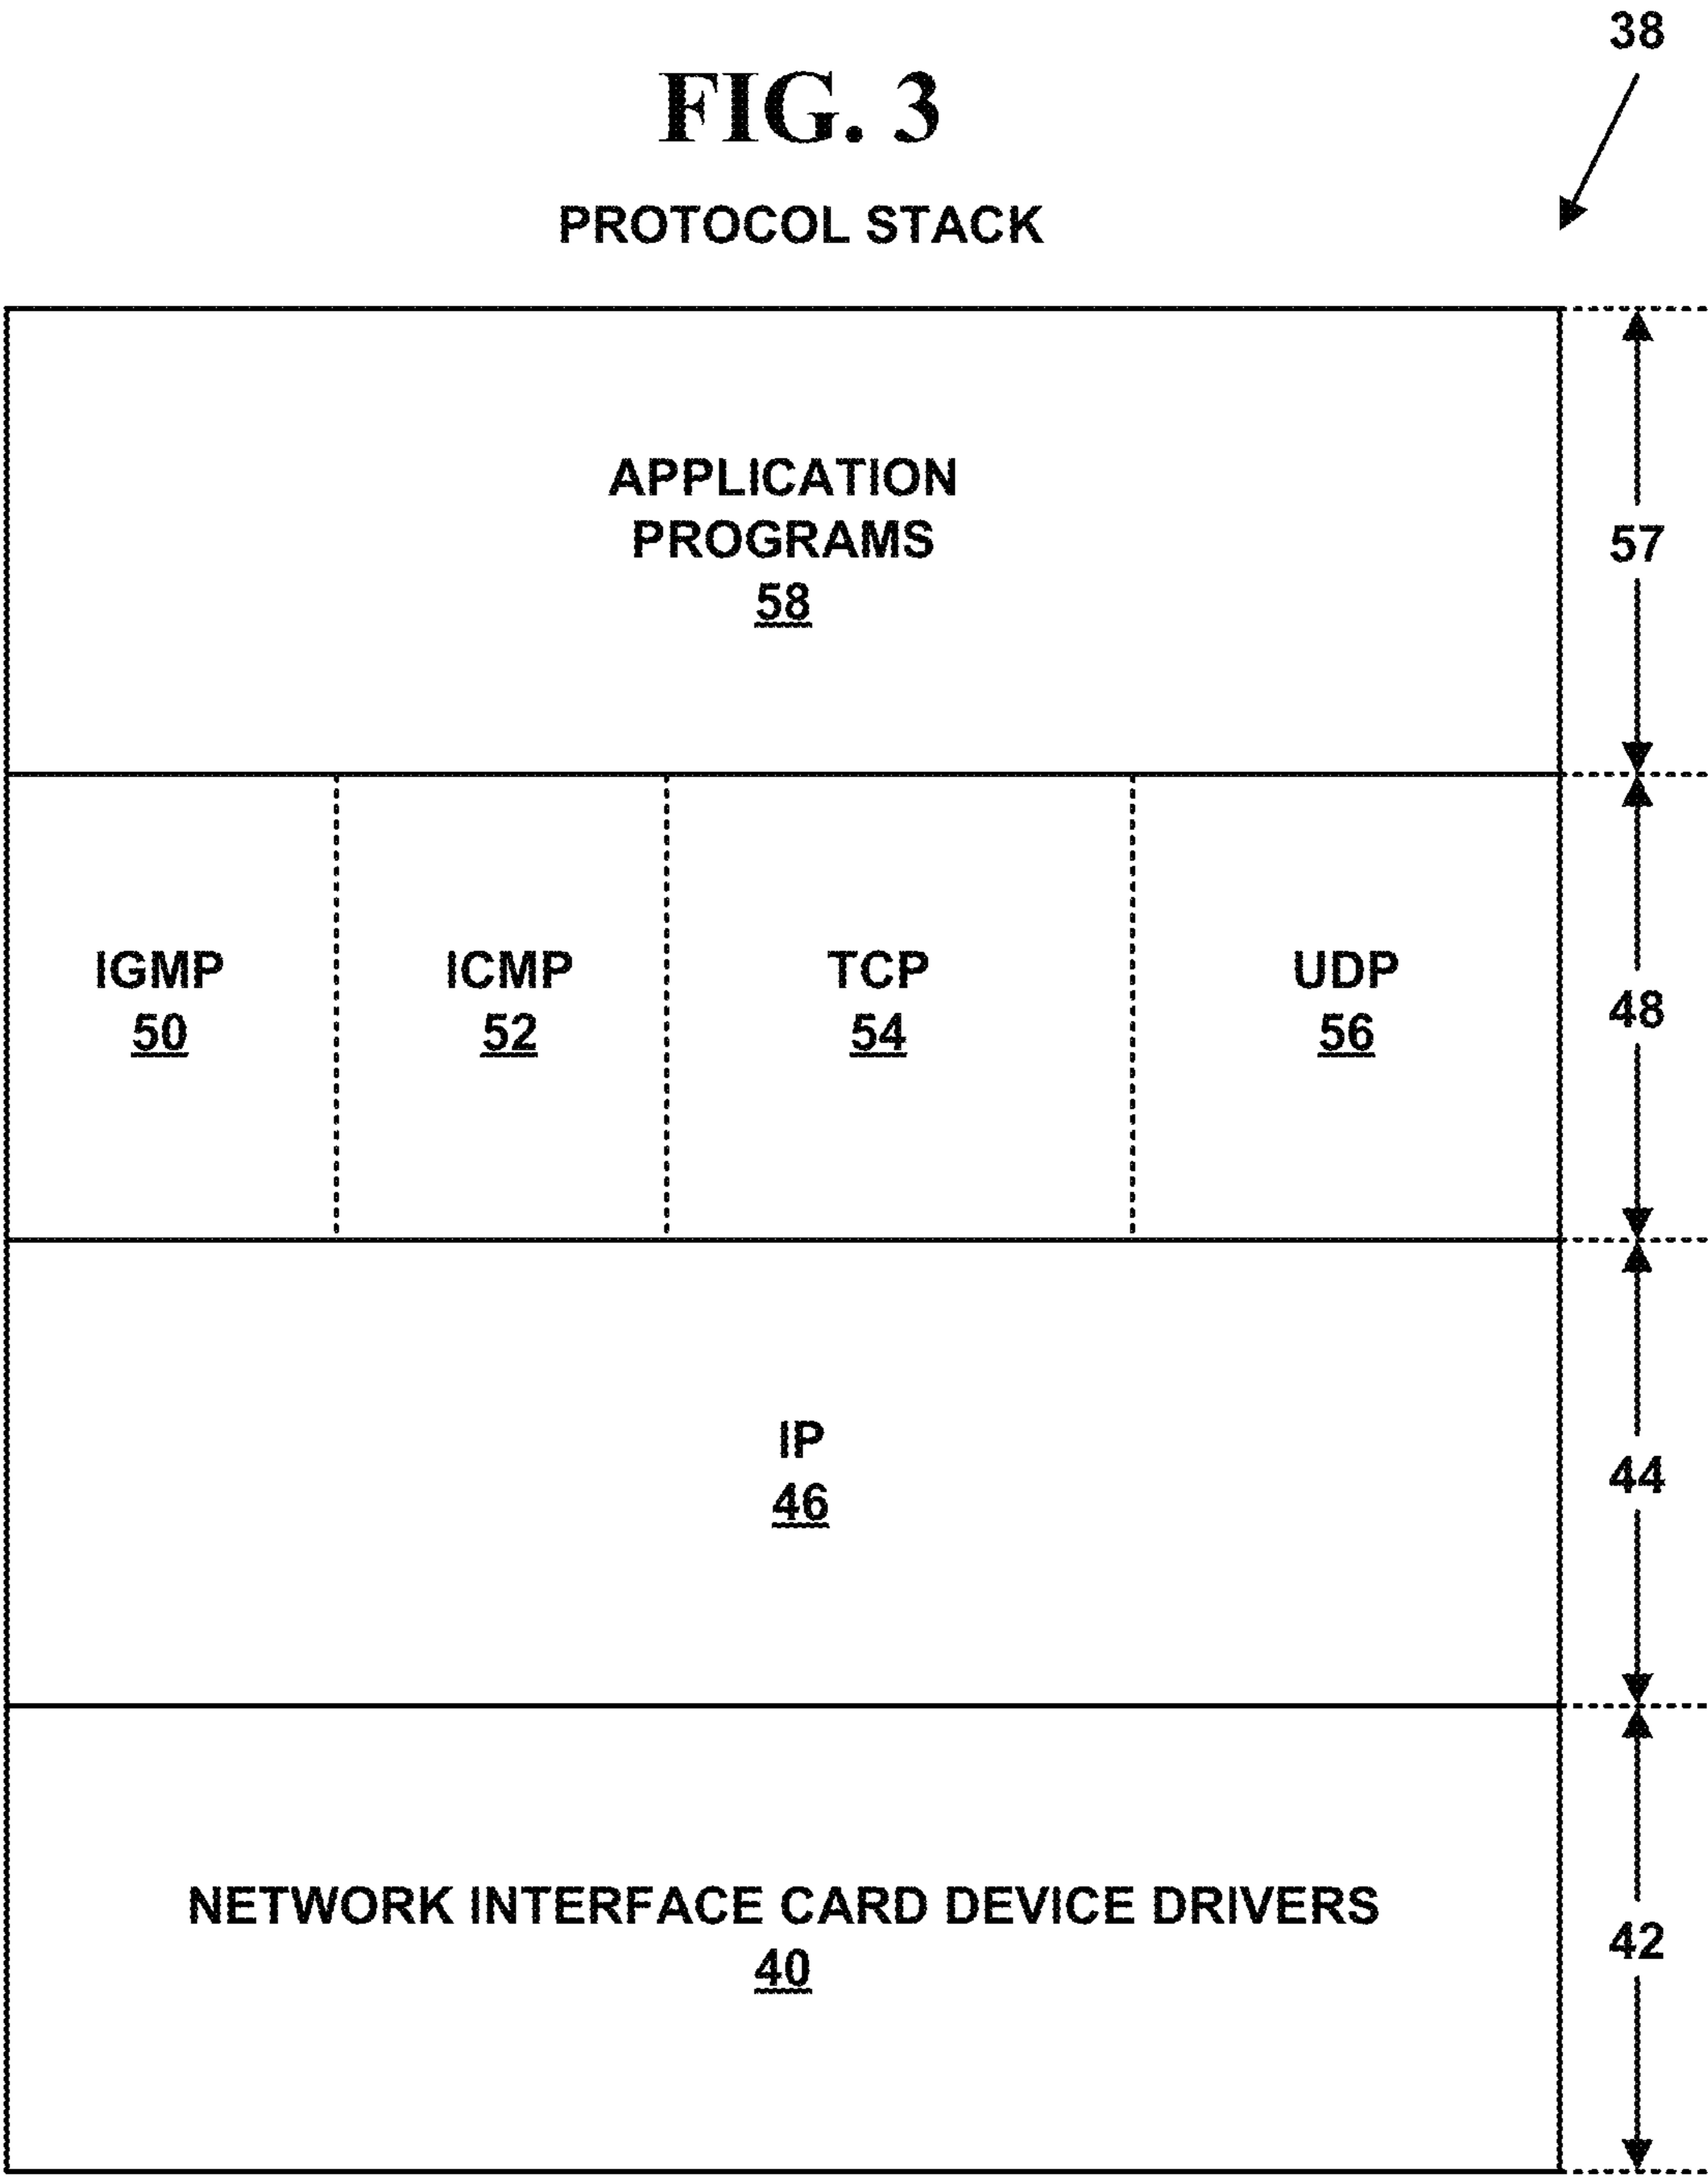 38
FIG. 3
PROTOCOL STACK
APPLICATION
PROGRAMS
58
57
IGMP
50
ICMP
52
TCP
54
UDP
56
48
IP
46
44
NETWORK INTERFACE CARD DEVICE DRIVERS
40
42